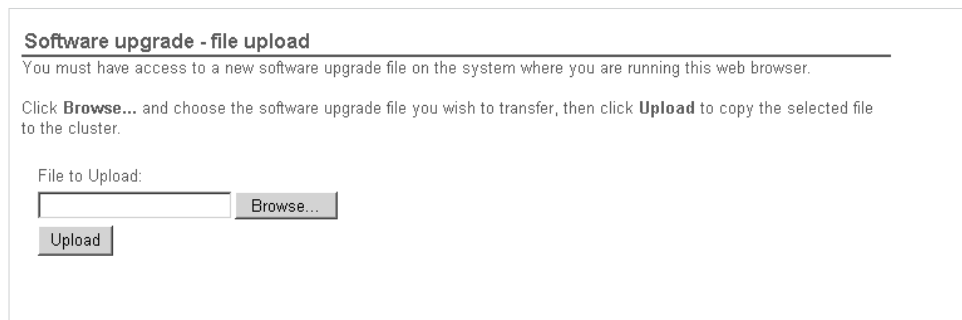 Software upgrade - file upload
You must have access to a new software upgrade file on the system where you are running this web browser.
Click Browse... and choose the software upgrade file you wish to transfer, then click Upload to copy the selected file
to the cluster.
File to Upload:
Browse...
Upload